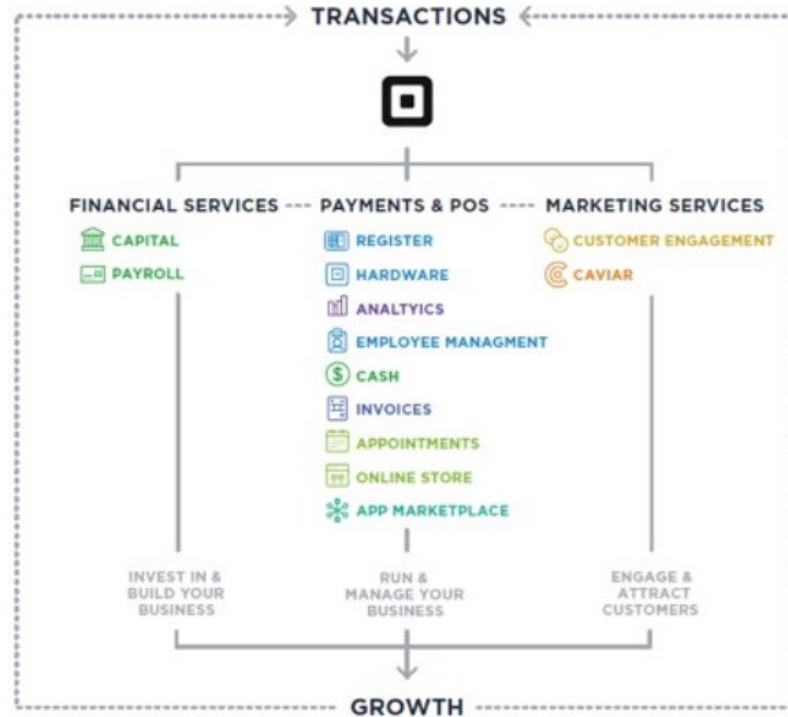 TRANSACTIONS
FINANCIAL SERVICES
CAPITAL
PAYROLL
PAYMENTS & POS
REGISTER
HARDWARE
ANALTYICS
EMPLOYEE MANAGMENT
CASH
INVOICES
APPOINTMENTS
ONLINE STORE
APP MARKETPLACE
MARKETING SERVICES
CUSTOMER ENGAGEMENT
CAVIAR
INVEST IN &
BUILD YOUR
BUSINESS
RUN &
MANAGE YOUR
BUSINESS
ENGAGE &
ATTRACT
CUSTOMERS
GROWTH